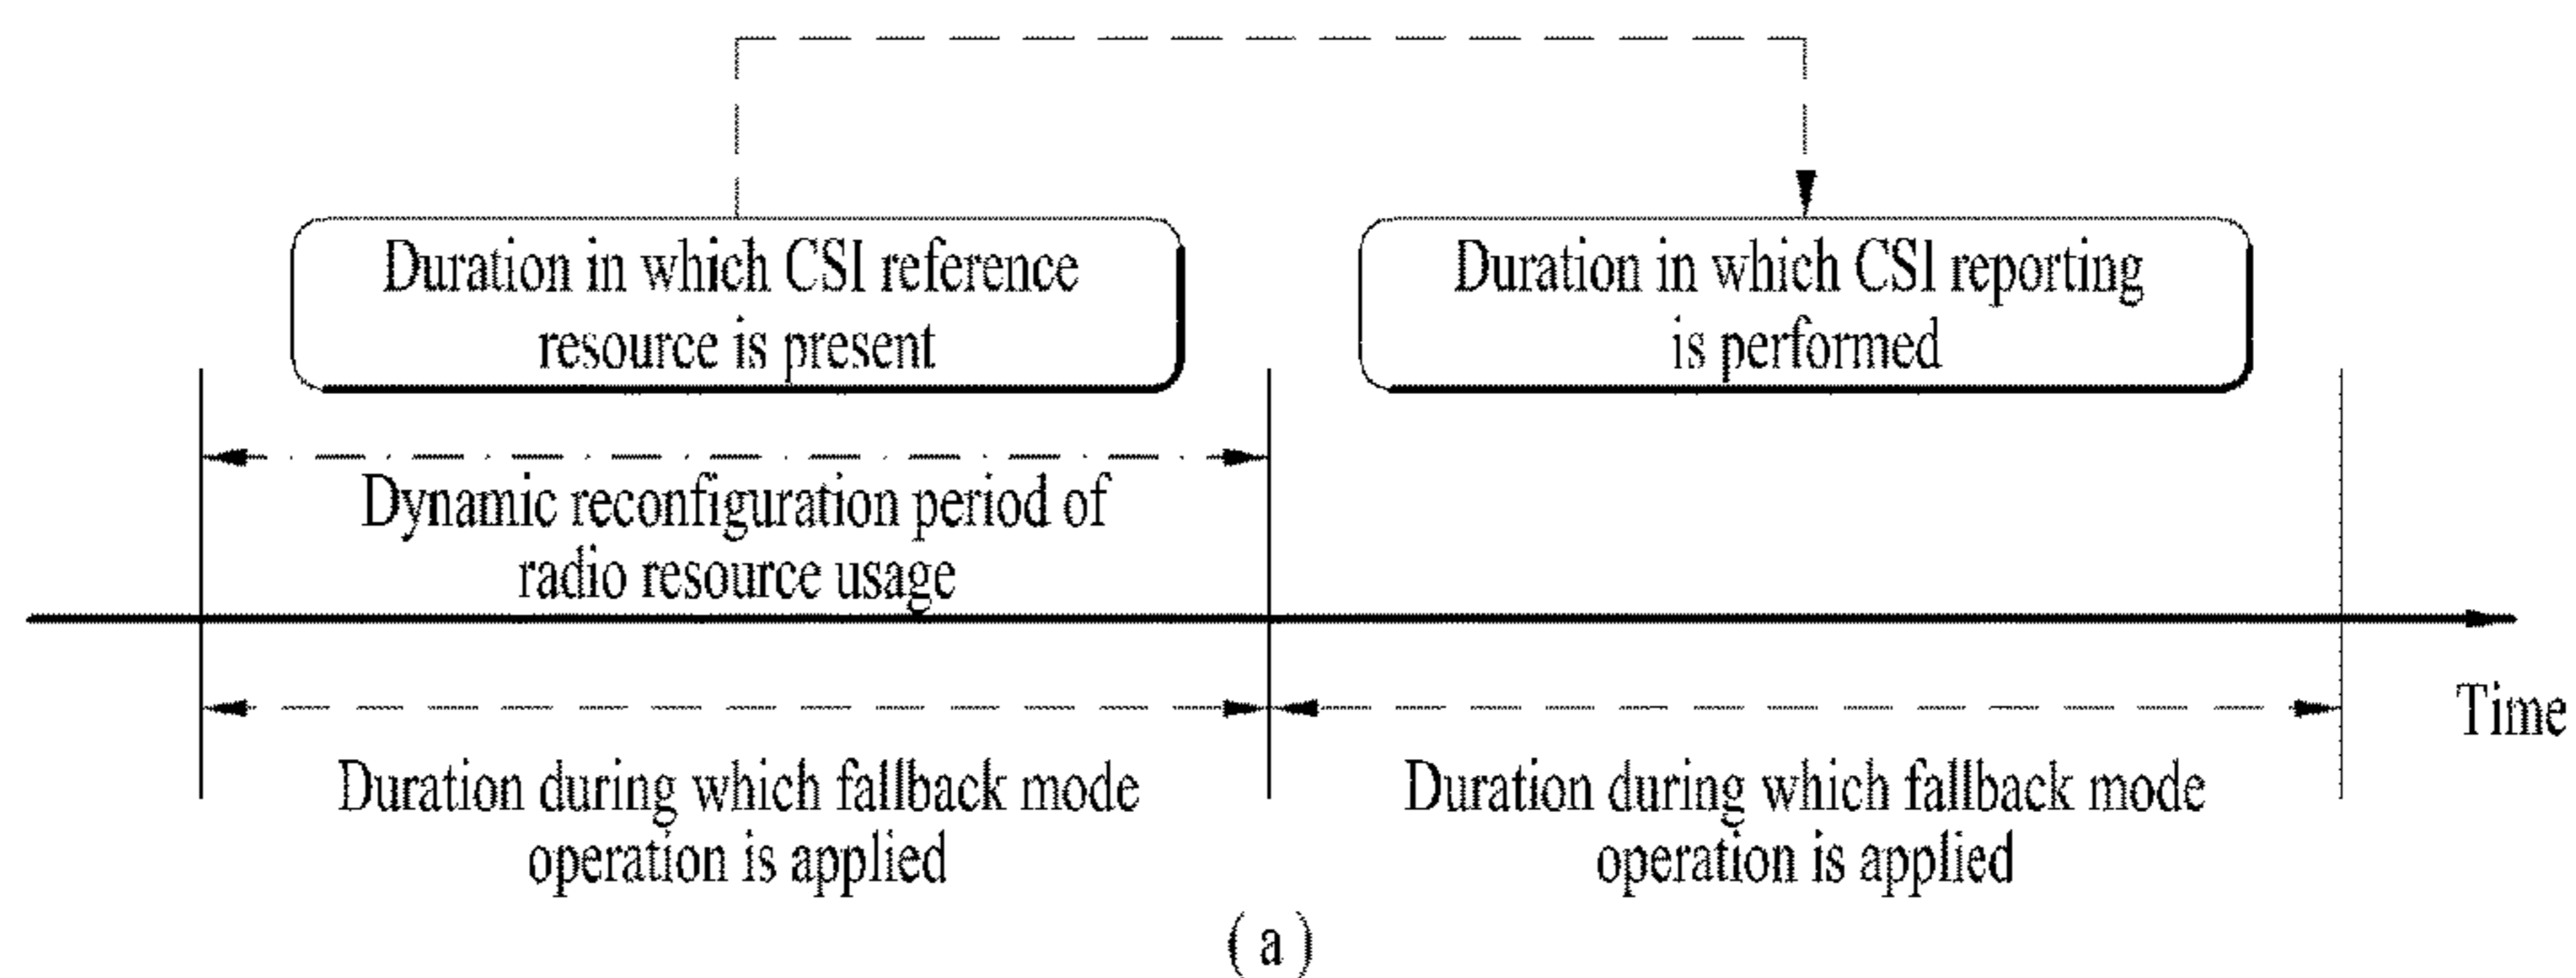 Duration in which CSI reference
resource is present
Duration in which CSI reporting
is performed
Dynamic reconfiguration period of
radio resource usage
Time
Duration during which fallback mode
operation is applied
Duration during which fallback mode
operation is applied
( a )